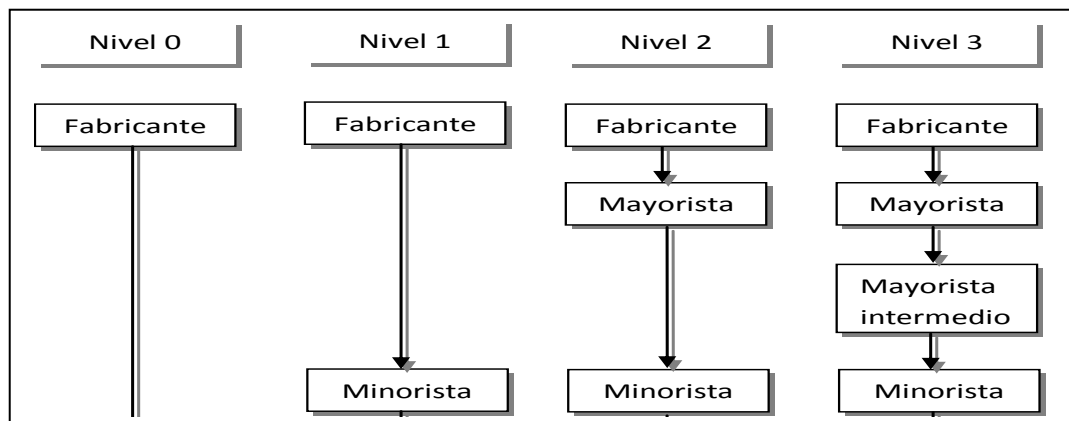 Nivel 0
Nivel 1
Nivel 2
Nivel 3
Fabricante
Fabricante
Fabricante
Fabricante
Mayorista
Mayorista
Mayorista
intermedio
Minorista
Minorista
Minorista